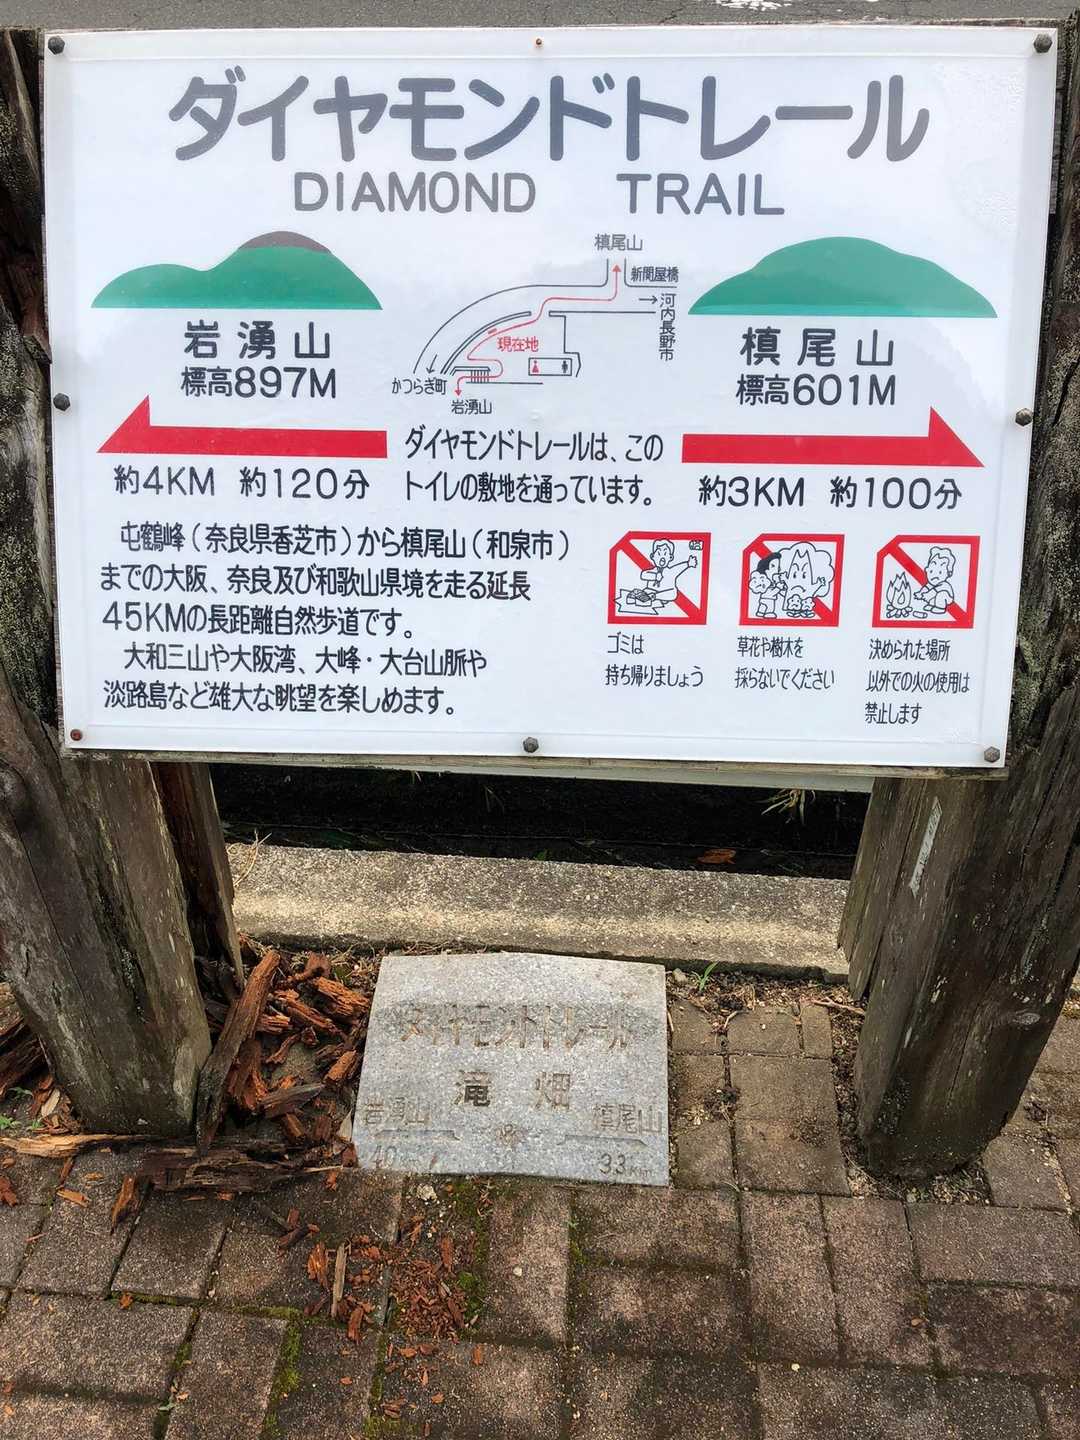 ダイヤモンドトレール
DIAMOND TRAIL
槙尾山
新関屋橋
河内長野市
現在地
かつらぎ町
岩湧山
岩湧山
標高897M
約4KM 約120分
槙尾山
標高601M
約3KM 約100分
ダイヤモンドトレールは、この
トイレの敷地を通っています。
屯鶴峰(奈良県香芝市)から槙尾山(和泉市)
までの大阪、奈良及び和歌山県境を走る延長
45KMの長距離自然歩道です。
大和三山や大阪湾、大峰・大台山脈や
淡路島など雄大な眺望を楽しめます。
ゴミは
持ち帰りましょう
草花や樹木を
採らないでください
決められた場所
以外での火の使用は
禁止します
ダイヤモンドトレール
滝畑
岩湧山
槙尾山
3.3Km